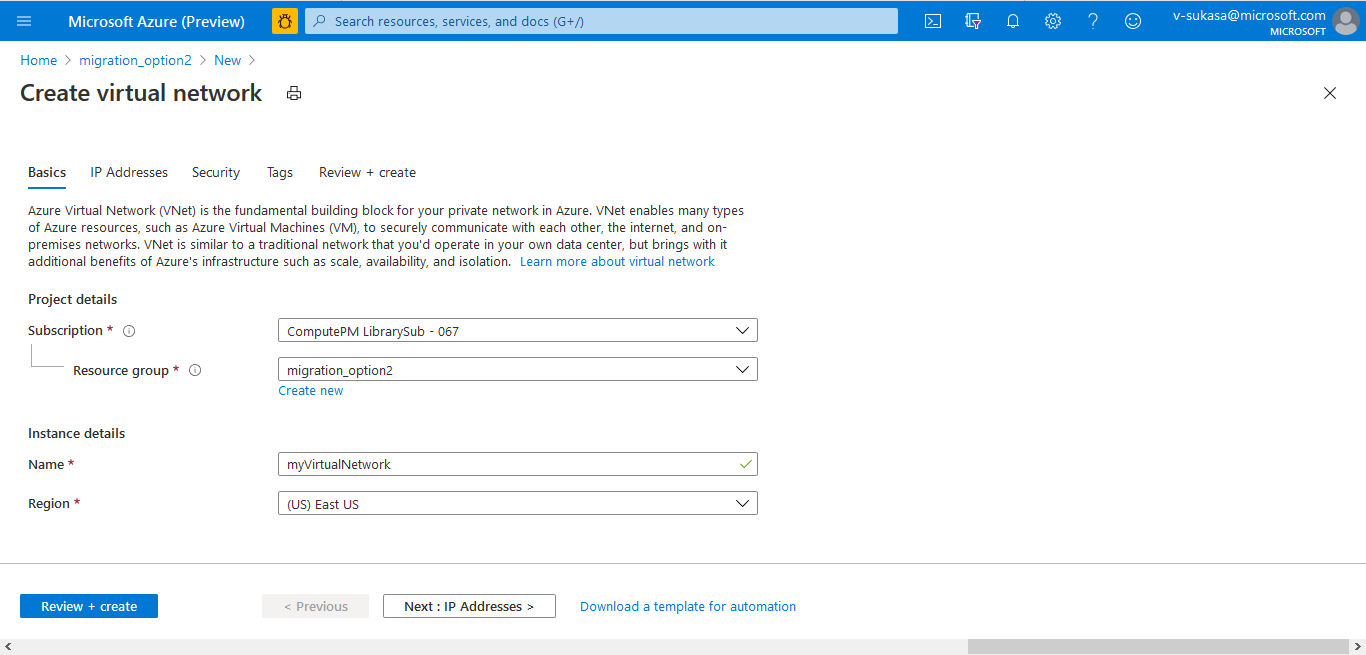 Microsoft Azure (Preview)
Search resources, services, and docs (G+/)
v-sukasa@microsoft.com
MICROSOFT
Home > migration_option2 > New >
Create virtual network
Basics IP Addresses Security Tags Review + create
Azure Virtual Network (VNet) is the fundamental building block for your private network in Azure. VNet enables many types
of Azure resources, such as Azure Virtual Machines (VM), to securely communicate with each other, the internet, and on-
premises networks. VNet is similar to a traditional network that you'd operate in your own data center, but brings with it
additional benefits of Azure's infrastructure such as scale, availability, and isolation. Learn more about virtual network
Project details
Subscription * ComputePM LibrarySub - 067
Resource group * migration_option2
Create new
Instance details
Name * myVirtualNetwork
Region * (US) East US
Review + create < Previous Next : IP Addresses > Download a template for automation